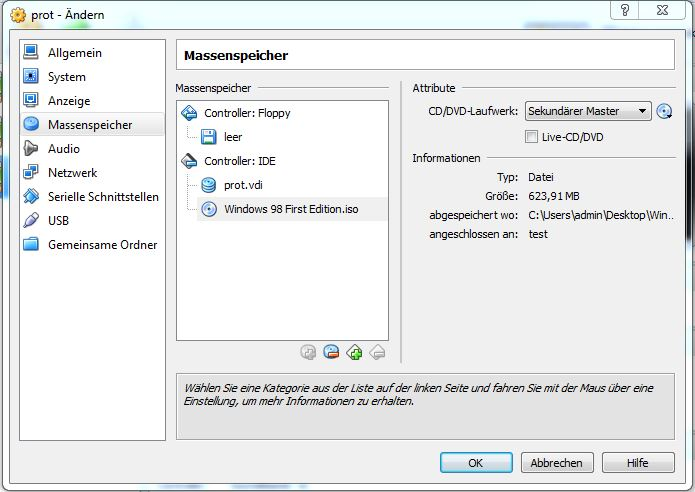 prot - Ändern
Allgemein
System
Anzeige
Massenspeicher
Audio
Netzwerk
Serielle Schnittstellen
USB
Gemeinsame Ordner
Massenspeicher
Massenspeicher
Controller: Floppy
leer
Controller: IDE
prot.vdi
Windows 98 First Edition.iso
Attribute
CD/DVD-Laufwerk: Sekundärer Master
Live-CD/DVD
Informationen
Typ: Datei
Größe: 623,91 MB
abgespeichert wo: C:\Users\admin\Desktop\Win...
angeschlossen an: test
Wählen Sie eine Kategorie aus der Liste auf der linken Seite und fahren Sie mit der Maus über eine
Einstellung, um mehr Informationen zu erhalten.
OK Abbrechen Hilfe